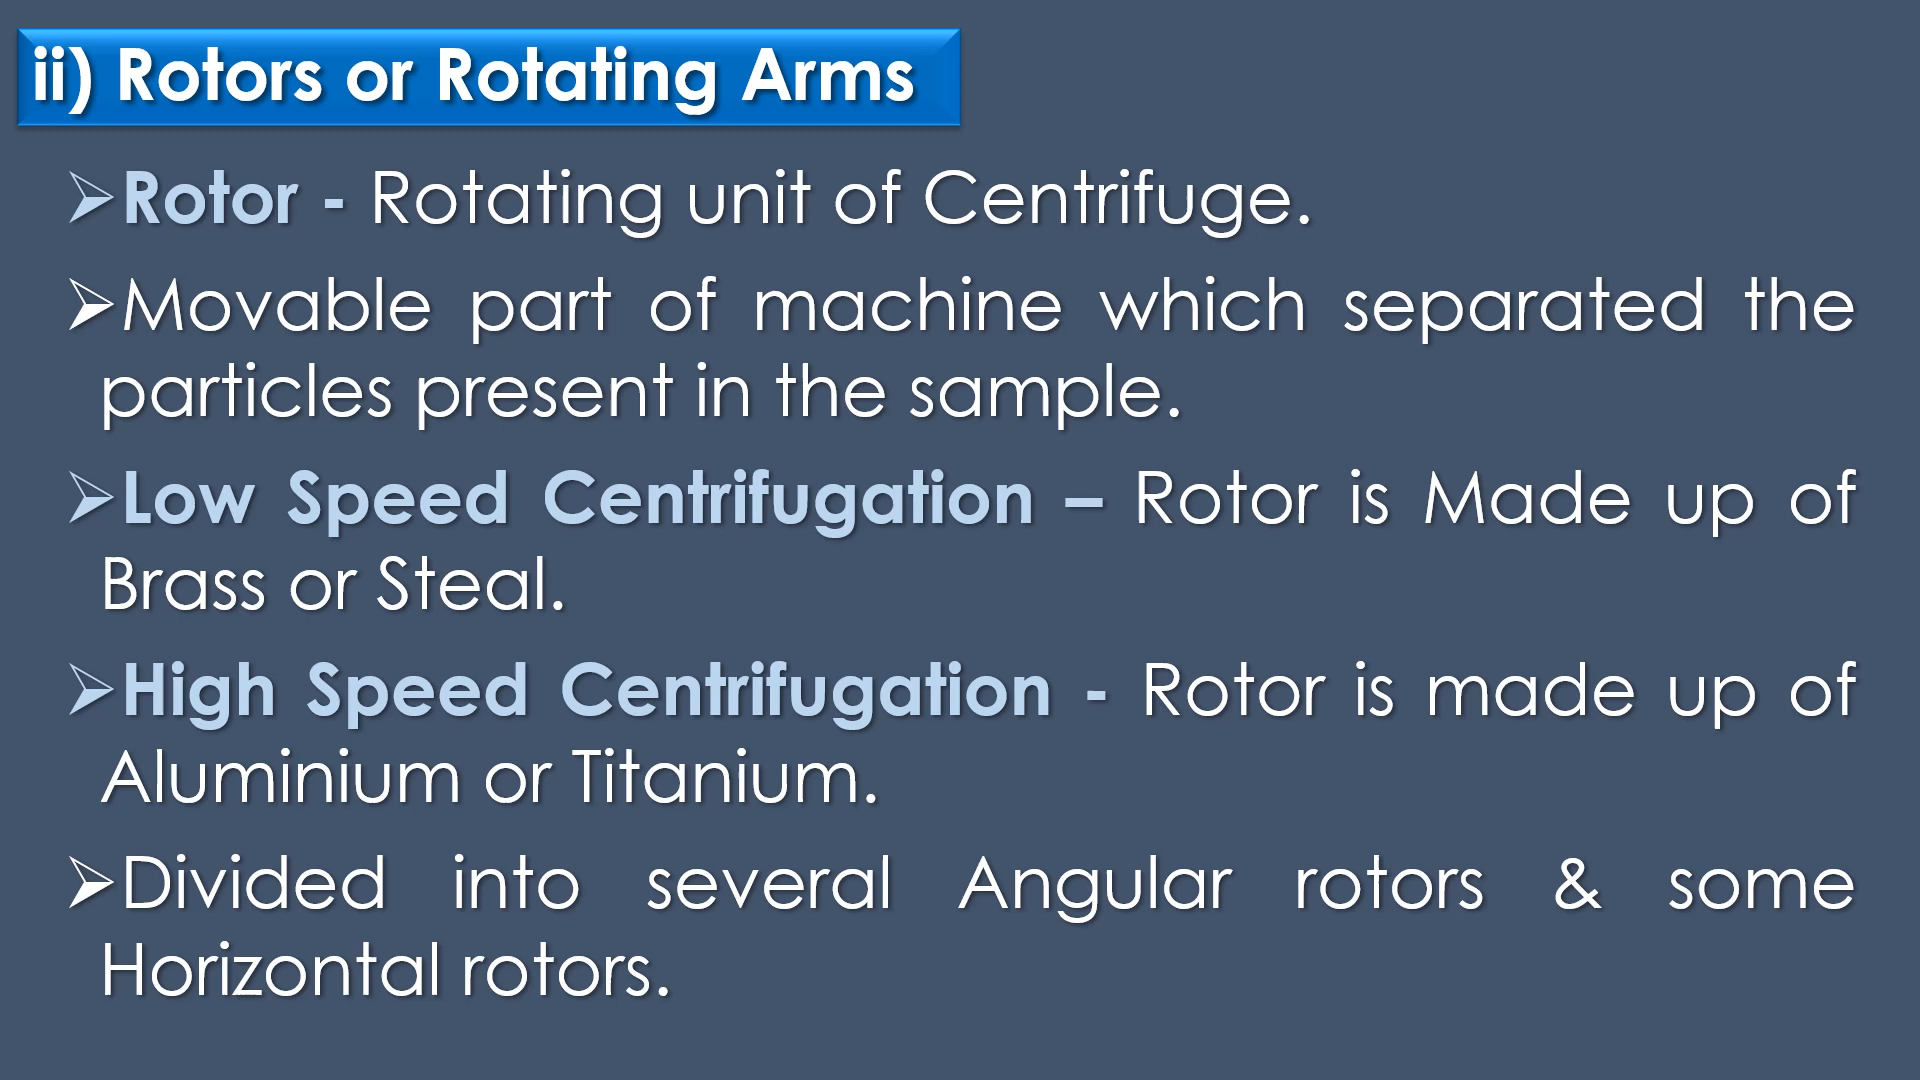 ii) Rotors or Rotating Arms
➢Rotor - Rotating unit of Centrifuge.
➢Movable part of machine which separated the
particles present in the sample.
➢Low Speed Centrifugation – Rotor is Made up of
Brass or Steal.
➢High Speed Centrifugation - Rotor is made up of
Aluminium or Titanium.
➢Divided into several Angular rotors & some
Horizontal rotors.